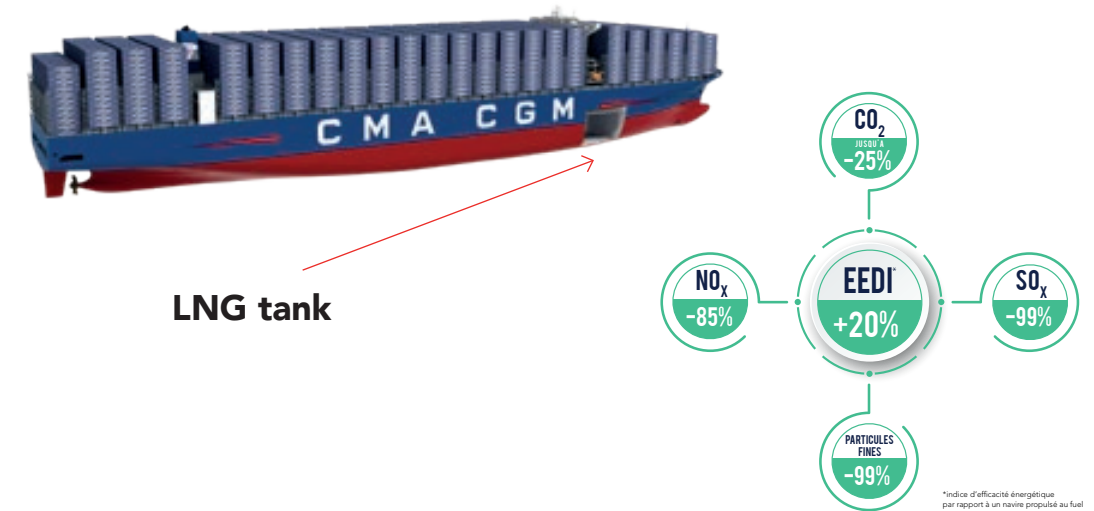 CMA CGM
LNG tank
CO2
JUSQU'À
-25%
NOX
-85%
EEDI*
+20%
SOX
-99%
PARTICULES
FINES
-99%
*indice d'efficacité énergétique
par rapport à un navire propulsé au fuel